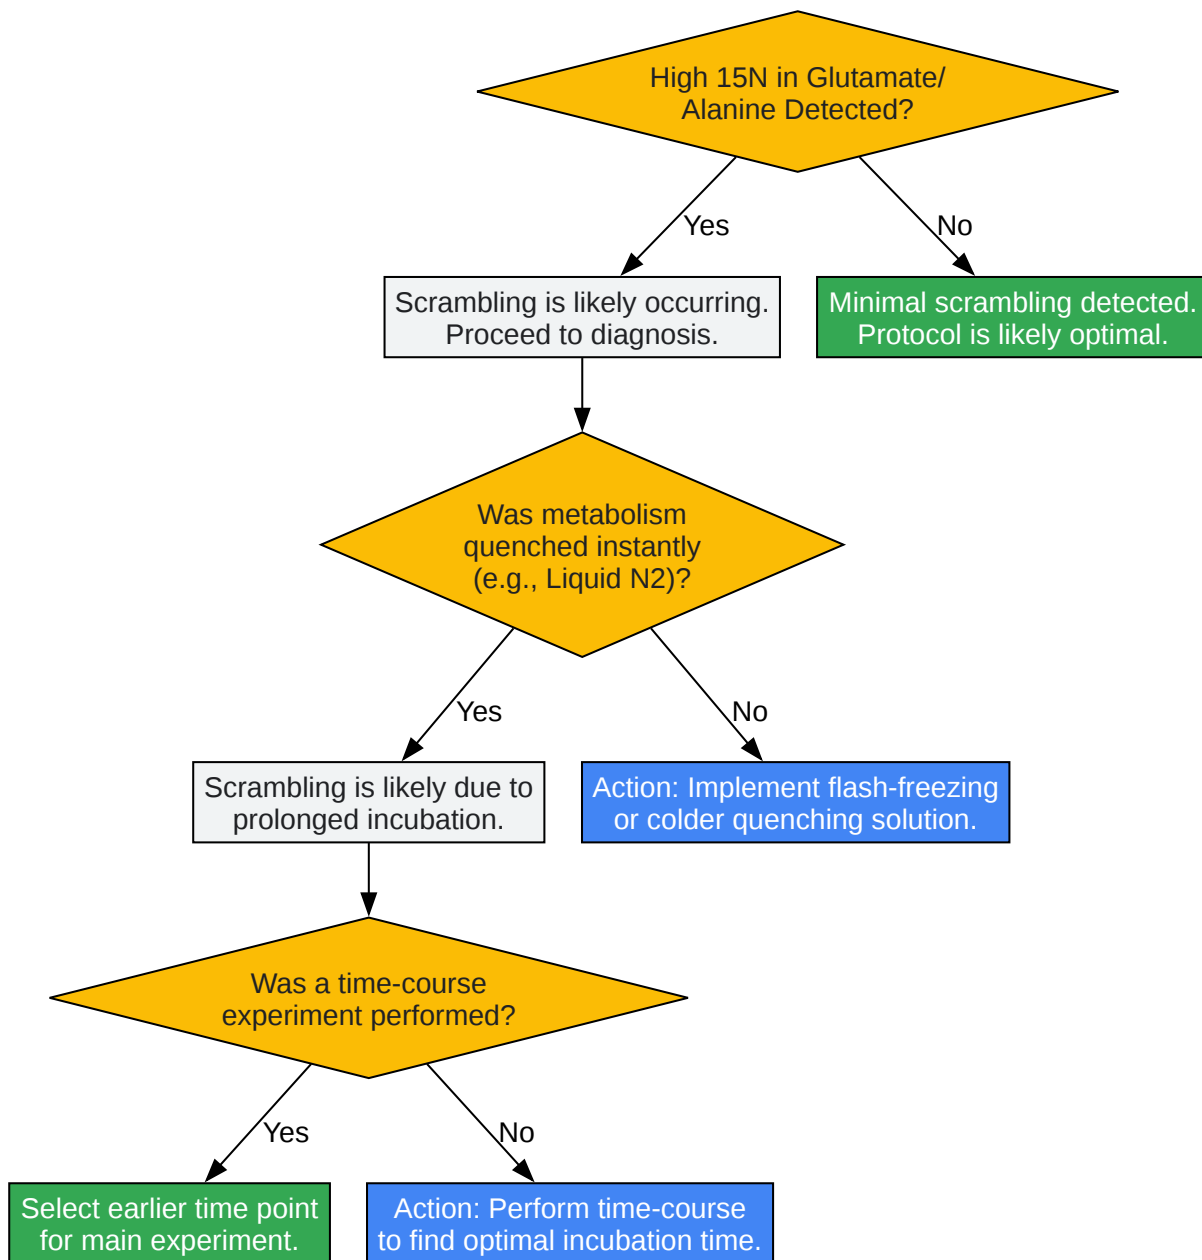 High 15N in Glutamate/
Alanine Detected?
Yes
No
Scrambling is likely occurring.
Proceed to diagnosis.
Minimal scrambling detected.
Protocol is likely optimal.
Was metabolism
quenched instantly
(e.g., Liquid N2)?
Yes
No
Scrambling is likely due to
prolonged incubation.
Action: Implement flash-freezing
or colder quenching solution.
Was a time-course
experiment performed?
Yes
No
Select earlier time point
for main experiment.
Action: Perform time-course
to find optimal incubation time.